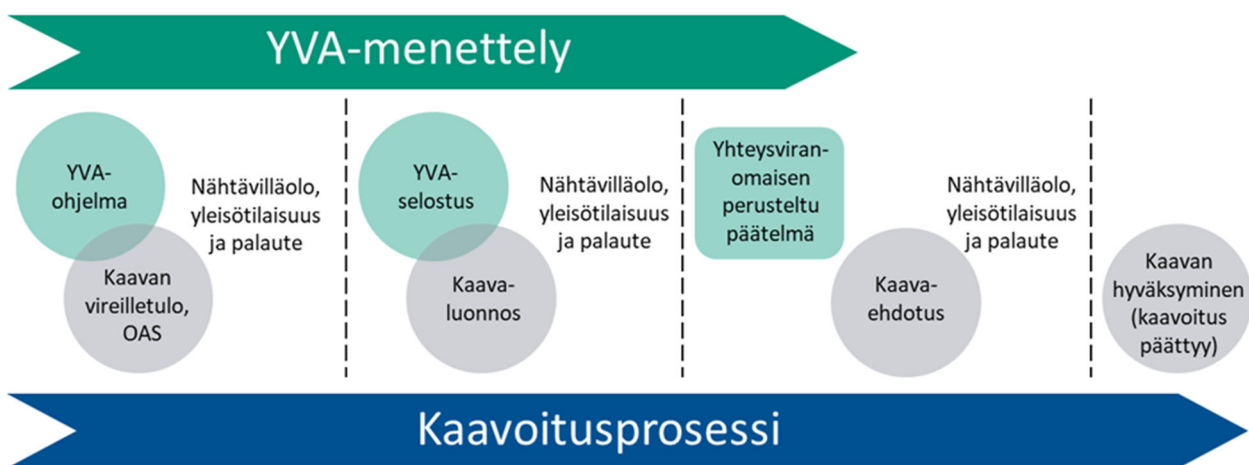 YVA-menettely
YVA-
ohjelma
Kaavan
vireilletulo,
OAS
Nähtävilläolo,
yleisötilaisuus
ja palaute
YVA-
selostus
Kaava-
luonnos
Nähtävilläolo,
yleisötilaisuus
ja palaute
Yhteysviran-
omaisen
perusteltu
päätelmä
Kaava-
ehdotus
Nähtävilläolo,
yleisötilaisuus
ja palaute
Kaavan
hyväksyminen
(kaavoitus
päättyy)
Kaavoitusprosessi